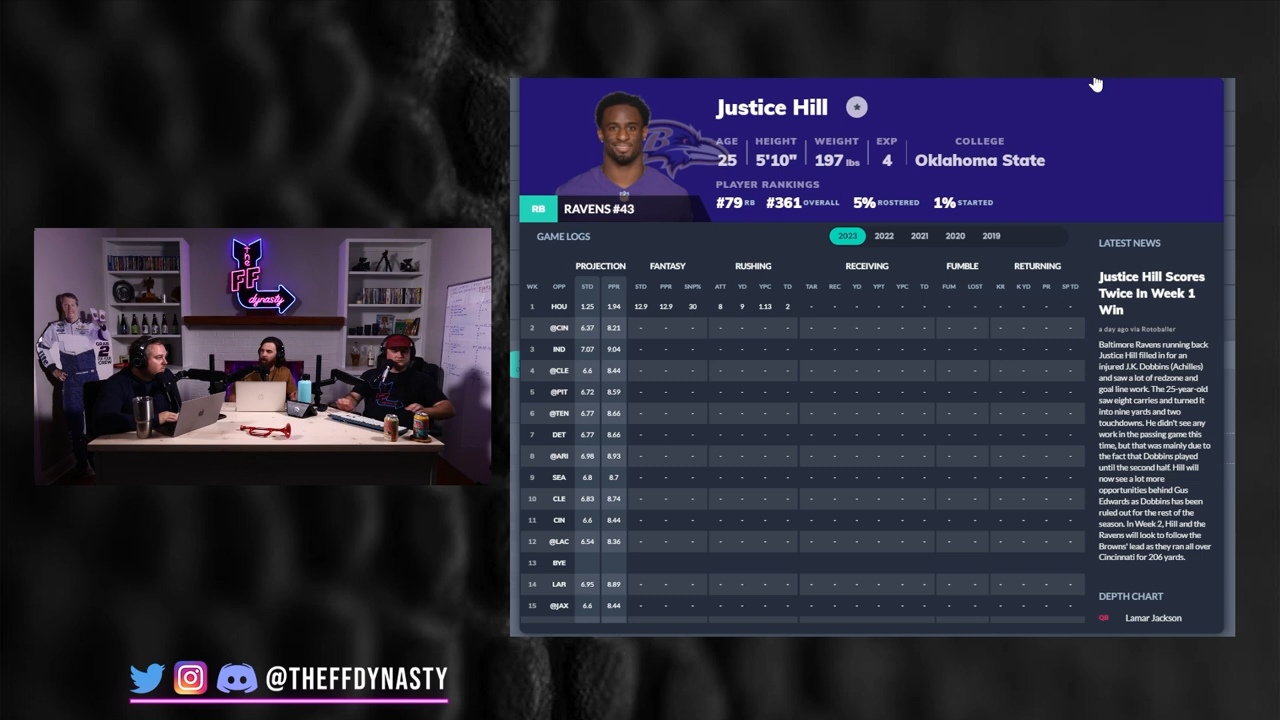 the
FF
dynasty
GRAB
2
@THEFFDYNASTY
Justice Hill
AGE HEIGHT WEIGHT EXP COLLEGE
25 5'10" 197 lbs 4 Oklahoma State
PLAYER RANKINGS
#79 RB #361 OVERALL 5% ROSTERED 1% STARTED
RB RAVENS #43
GAME LOGS 2023 2022 2021 2020 2019
PROJECTION FANTASY RUSHING RECEIVING FUMBLE RETURNING
WK OPP STD PPR STD PPR SNP% ATT YD YPC TD TAR REC YD YPT YPC TD FUM LOST KR KYD PR SP TD
1 HOU 1.25 1.94 12.9 12.9 30 8 9 1.13 2 - - - - - - - - - - - -
2 @CIN 6.37 8.21 - - - - - - - - - - - - - - - - - - -
3 IND 7.07 9.04 - - - - - - - - - - - - - - - - - - -
4 @CLE 6.6 8.44 - - - - - - - - - - - - - - - - - - -
5 @PIT 6.72 8.59 - - - - - - - - - - - - - - - - - - -
6 @TEN 6.77 8.66 - - - - - - - - - - - - - - - - - - -
7 DET 6.77 8.66 - - - - - - - - - - - - - - - - - - -
8 @ARI 6.98 8.93 - - - - - - - - - - - - - - - - - - -
9 SEA 6.8 8.7 - - - - - - - - - - - - - - - - - - -
10 CLE 6.83 8.74 - - - - - - - - - - - - - - - - - - -
11 CIN 6.6 8.44 - - - - - - - - - - - - - - - - - - -
12 @LAC 6.54 8.36 - - - - - - - - - - - - - - - - - - -
13 BYE
14 LAR 6.95 8.89 - - - - - - - - - - - - - - - - - - -
15 @JAX 6.6 8.44 - - - - - - - - - - - - - - - - - - -
LATEST NEWS
Justice Hill Scores
Twice In Week 1
Win
a day ago via Rotoballer
Baltimore Ravens running back
Justice Hill filled in for an
injured J.K. Dobbins (Achilles)
and saw a lot of redzone and
goal line work. The 25-year-old
saw eight carries and turned it
into nine yards and two
touchdowns. He didn't see any
work in the passing game this
time, but that was mainly due to
the fact that Dobbins played
until the second half. Hill will
now see a lot more
opportunities behind Gus
Edwards as Dobbins has been
ruled out for the rest of the
season. In Week 2, Hill and the
Ravens will look to follow the
Browns' lead as they ran all over
Cincinnati for 206 yards.
DEPTH CHART
QB Lamar Jackson